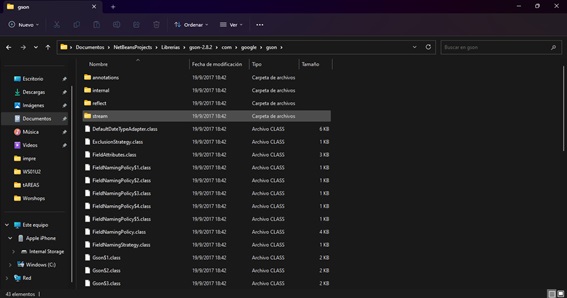 gson
Nuevo
Ordenar
Ver
Documentos > NetBeansProjects > Librerias > gson-2.8.2 > com > google > gson >
Buscar en gson
Nombre Fecha de modificación Tipo Tamaño
Escritorio
Descargas
Imágenes
Documentos
Música
Videos
impre
WS01U2
tAREAS
Worshops
Este equipo
Apple iPhone
Internal Storage
Windows (C:)
Red
annotations 19/9/2017 18:42 Carpeta de archivos
internal 19/9/2017 18:42 Carpeta de archivos
reflect 19/9/2017 18:42 Carpeta de archivos
stream 19/9/2017 18:42 Carpeta de archivos
DefaultDateTypeAdapter.class 19/9/2017 18:42 Archivo CLASS 6 KB
ExclusionStrategy.class 19/9/2017 18:42 Archivo CLASS 1 KB
FieldAttributes.class 19/9/2017 18:42 Archivo CLASS 3 KB
FieldNamingPolicy$1.class 19/9/2017 18:42 Archivo CLASS 1 KB
FieldNamingPolicy$2.class 19/9/2017 18:42 Archivo CLASS 1 KB
FieldNamingPolicy$3.class 19/9/2017 18:42 Archivo CLASS 1 KB
FieldNamingPolicy$4.class 19/9/2017 18:42 Archivo CLASS 1 KB
FieldNamingPolicy$5.class 19/9/2017 18:42 Archivo CLASS 1 KB
FieldNamingPolicy.class 19/9/2017 18:42 Archivo CLASS 4 KB
FieldNamingStrategy.class 19/9/2017 18:42 Archivo CLASS 1 KB
Gson$1.class 19/9/2017 18:42 Archivo CLASS 2 KB
Gson$2.class 19/9/2017 18:42 Archivo CLASS 2 KB
Gson$3.class 19/9/2017 18:42 Archivo CLASS 2 KB
43 elementos